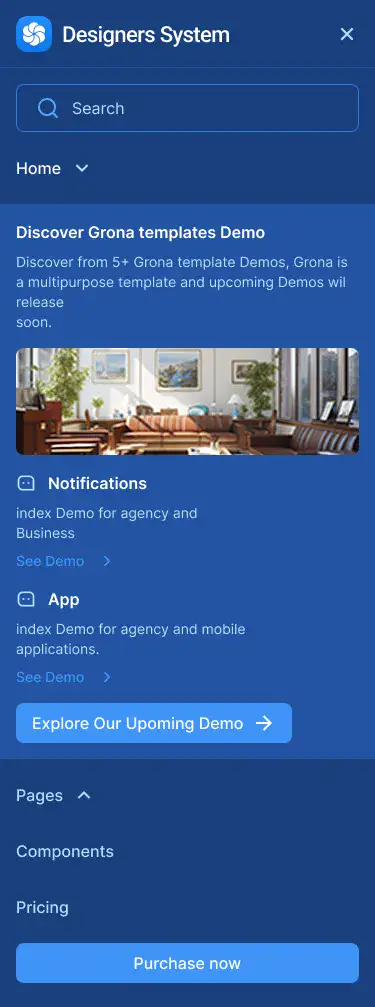 Designers System
Search
Home
Discover Grona templates Demo
Discover from 5+ Grona template Demos, Grona is
a multipurpose template and upcoming Demos wil
release
soon.
Notifications
index Demo for agency and
Business
See Demo
App
index Demo for agency and mobile
applications.
See Demo
Explore Our Upoming Demo
Pages
Components
Pricing
Purchase now